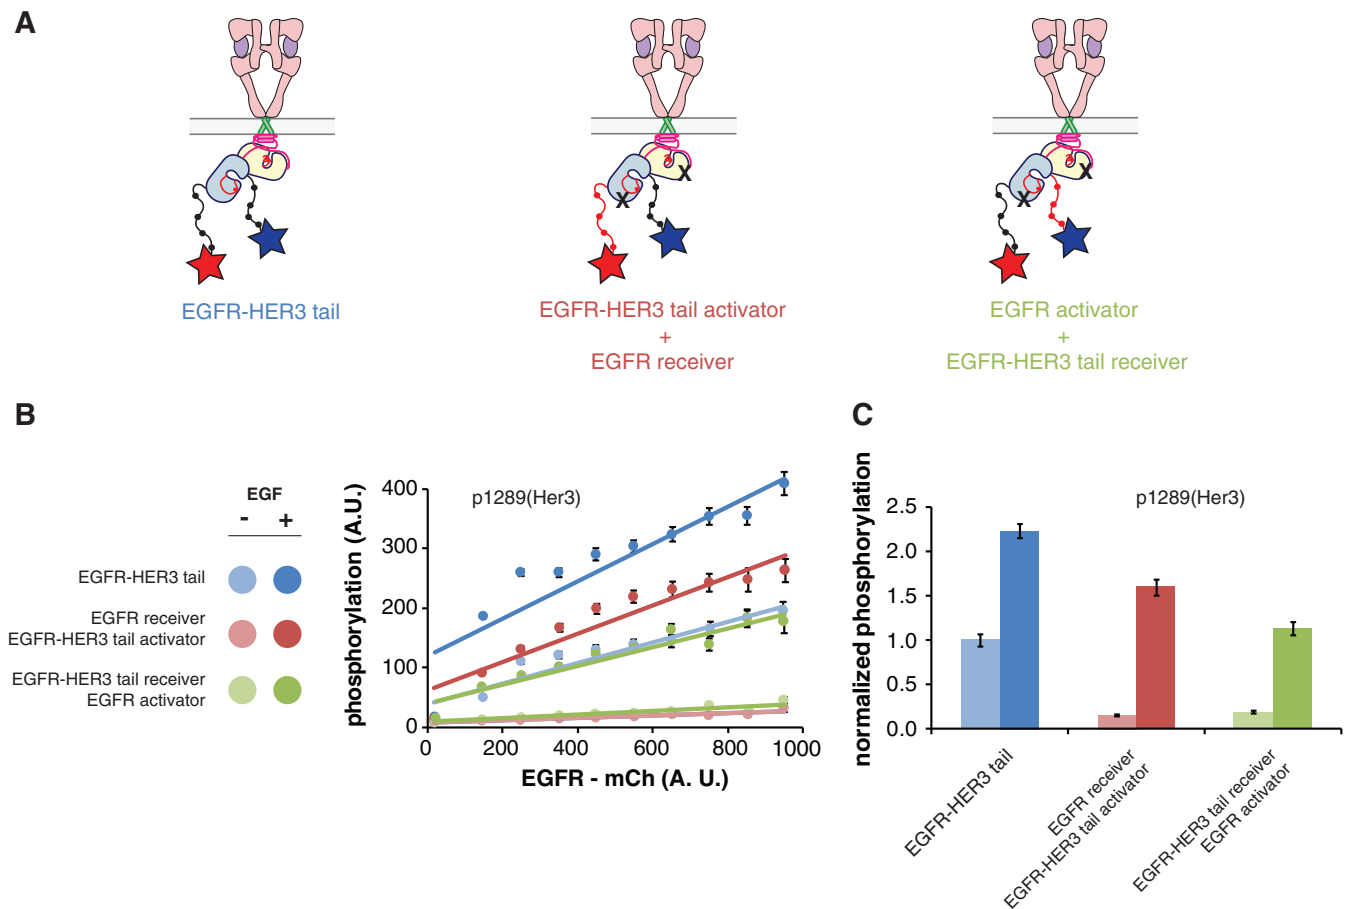 A
EGFR-HER3 tail
EGFR-HER3 tail activator
+
EGFR receiver
EGFR activator
+
EGFR-HER3 tail receiver
X
X
X
X
B
EGF
- +
EGFR-HER3 tail
EGFR receiver
EGFR-HER3 tail activator
EGFR-HER3 tail receiver
EGFR activator
phosphorylation (A.U.)
p1289(Her3)
400
300
200
100
0
0 200 400 600 800 1000
EGFR - mCh (A. U.)
C
normalized phosphorylation
p1289(Her3)
2.5
2.0
1.5
1.0
0.5
0.0
EGFR-HER3 tail
EGFR receiver
EGFR-HER3 tail activator
EGFR-HER3 tail receiver
EGFR activator